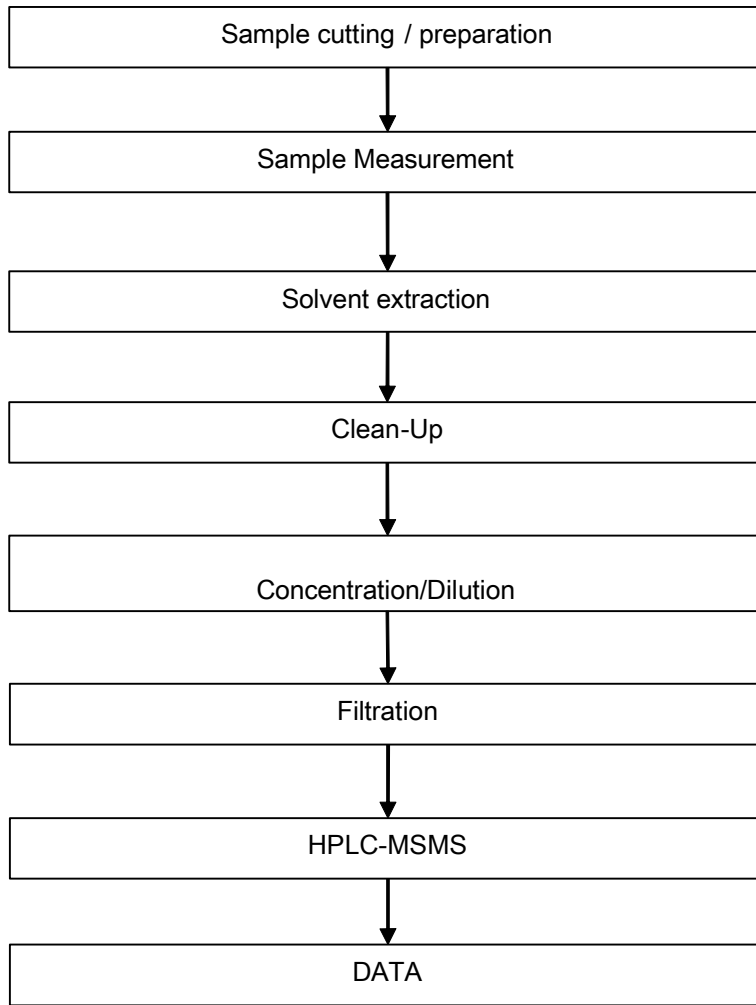 Sample cutting / preparation
Sample Measurement
Solvent extraction
Clean-Up
Concentration/Dilution
Filtration
HPLC-MSMS
DATA